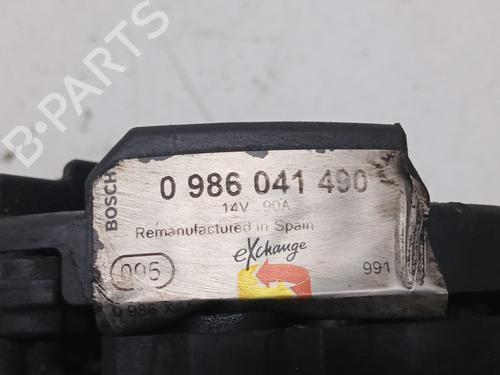 BOSCH
0 986 041 490
14V 90A
Remanufactured in Spain
eXchange
005
991
B-PARTS